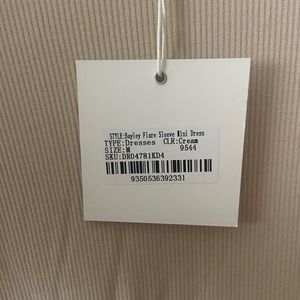 STYLE:Bayley Flare Sleeve Mini Dress
TYPE:Dresses CLR:Cream
SIZE:M 9544
SKU:DR04781KD4
9350536392331